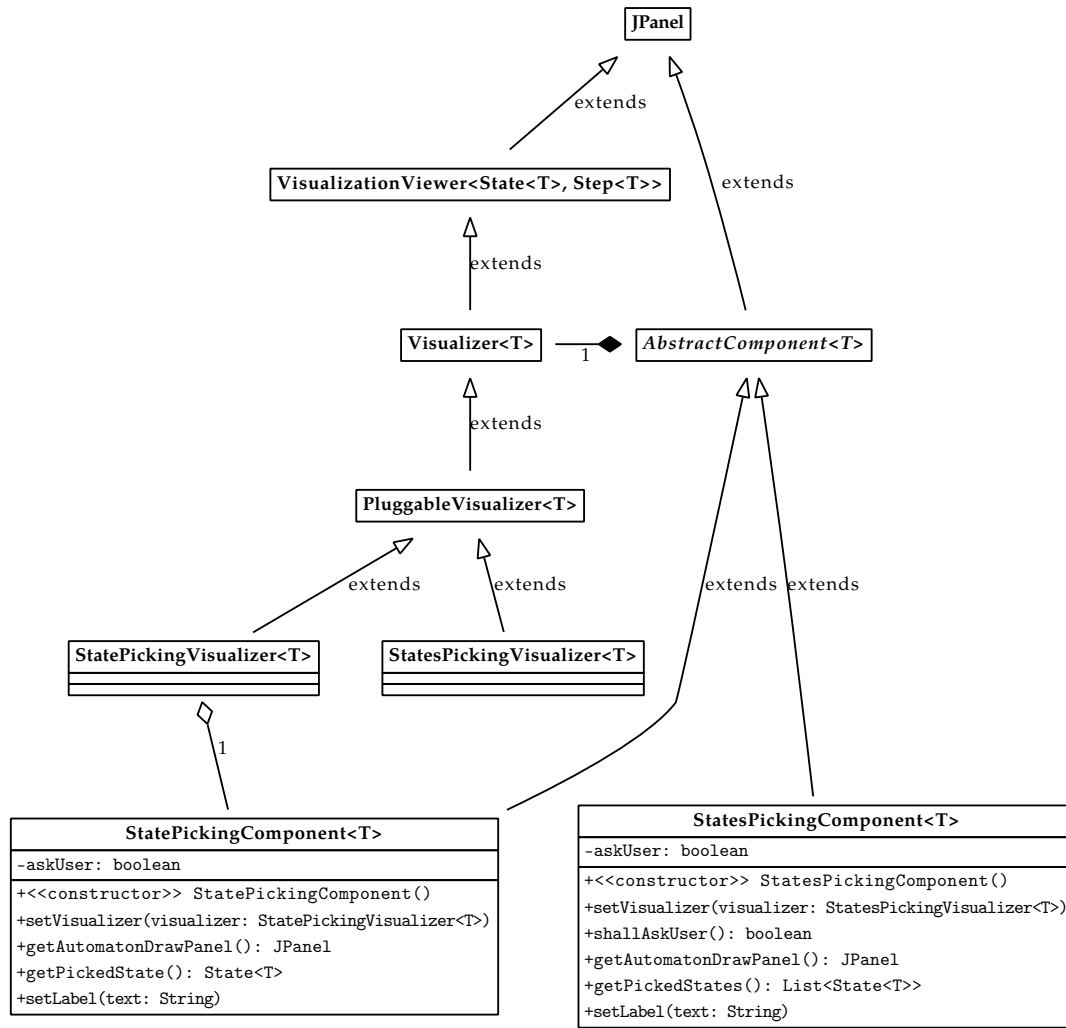 JPanel
extends
VisualizationViewer<State<T>, Step<T>>
extends
extends
Visualizer<T>
1
AbstractComponent<T>
extends
PluggableVisualizer<T>
extends
extends
extends
extends
StatePickingVisualizer<T>
StatesPickingVisualizer<T>
1
StatePickingComponent<T>
-askUser: boolean
+<<constructor>> StatePickingComponent()
+setVisualizer(visualizer: StatePickingVisualizer<T>)
+getAutomatonDrawPanel(): JPanel
+getPickedState(): State<T>
+setLabel(text: String)
StatesPickingComponent<T>
-askUser: boolean
+<<constructor>> StatesPickingComponent()
+setVisualizer(visualizer: StatesPickingVisualizer<T>)
+shallAskUser(): boolean
+getAutomatonDrawPanel(): JPanel
+getPickedStates(): List<State<T>>
+setLabel(text: String)